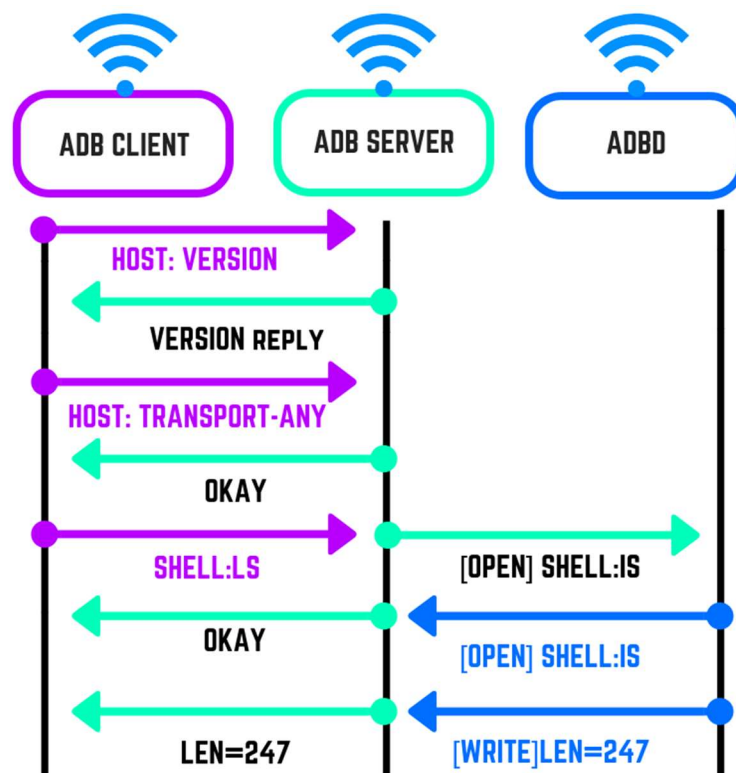 ADB CLIENT
ADB SERVER
ADBD
HOST: VERSION
VERSION REPLY
HOST: TRANSPORT-ANY
OKAY
SHELL:LS
[OPEN] SHELL:IS
OKAY
[OPEN] SHELL:IS
LEN=247
[WRITE]LEN=247